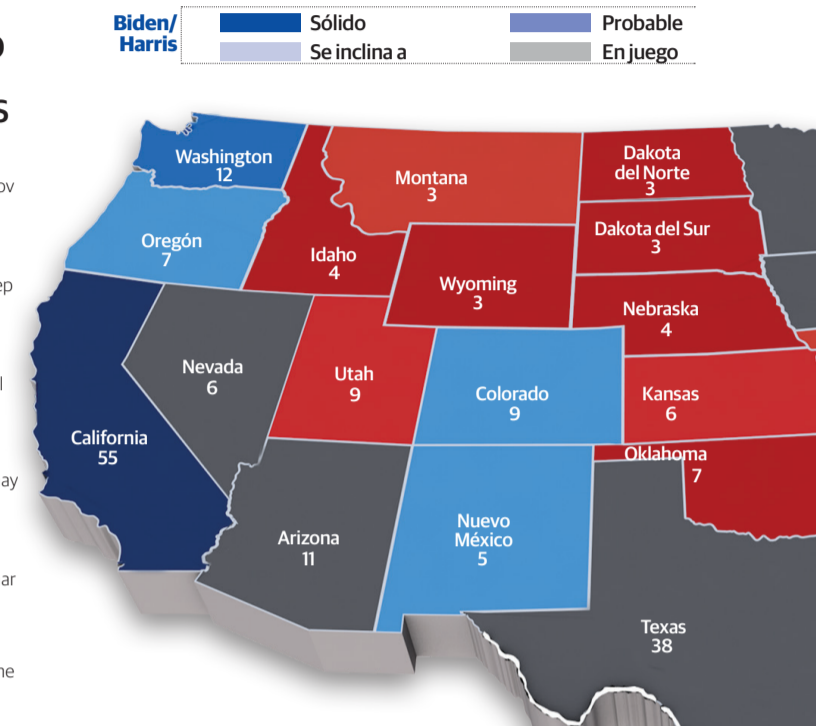 Biden/
Harris
Sólido
Probable
Se inclina a
En juego
Washington
12
Oregón
7
Idaho
4
Montana
3
Dakota
del Norte
3
Dakota del Sur
3
Wyoming
3
Nebraska
4
Nevada
6
Utah
9
Colorado
9
Kansas
6
California
55
Oklahoma
7
Arizona
11
Nuevo
México
5
Texas
38